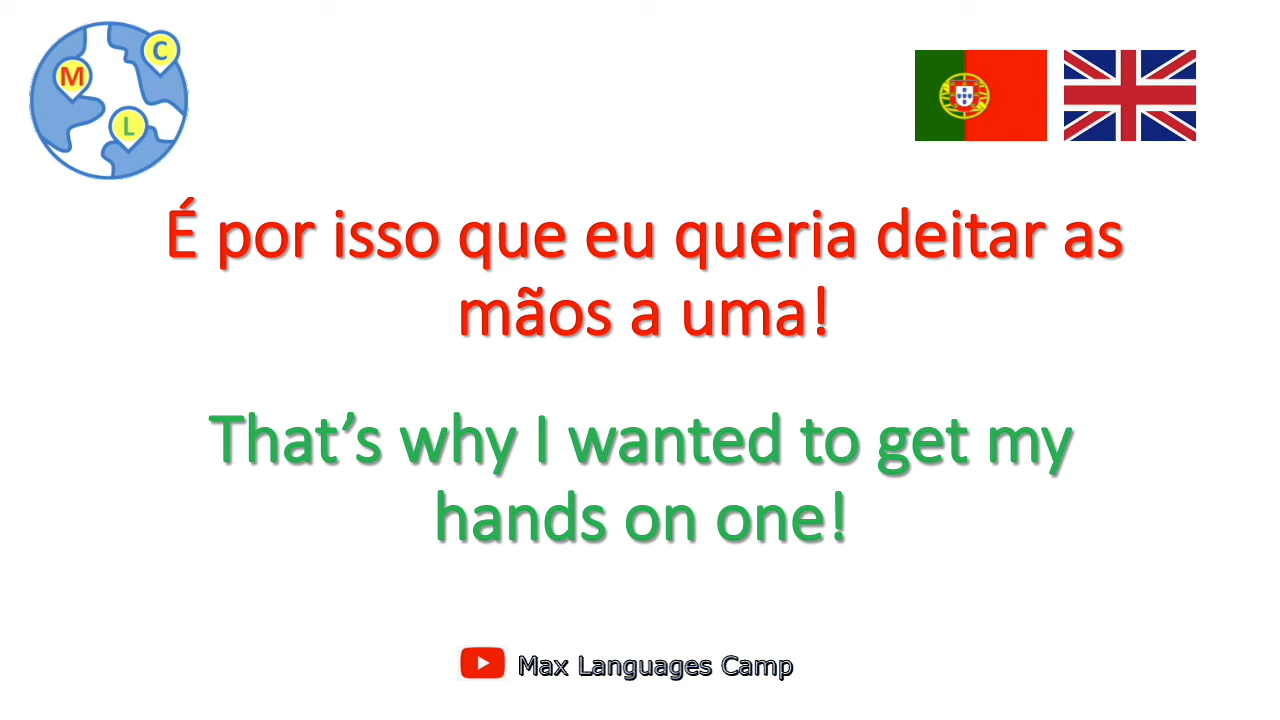 M
C
L
É por isso que eu queria deitar as
mãos a uma!
That’s why I wanted to get my
hands on one!
Max Languages Camp